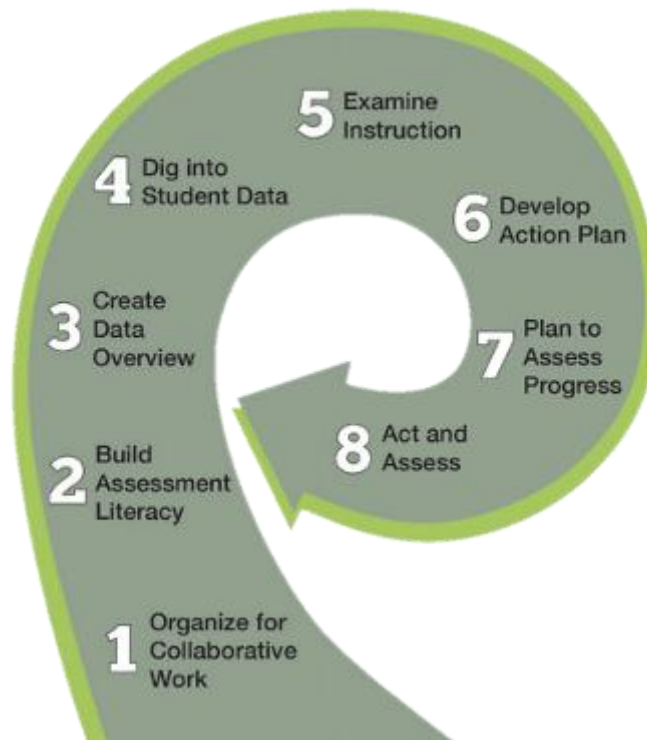 1 Organize for
Collaborative
Work
2 Build
Assessment
Literacy
3 Create
Data
Overview
4 Dig into
Student Data
5 Examine
Instruction
6 Develop
Action Plan
7 Plan to
Assess
Progress
8 Act and
Assess